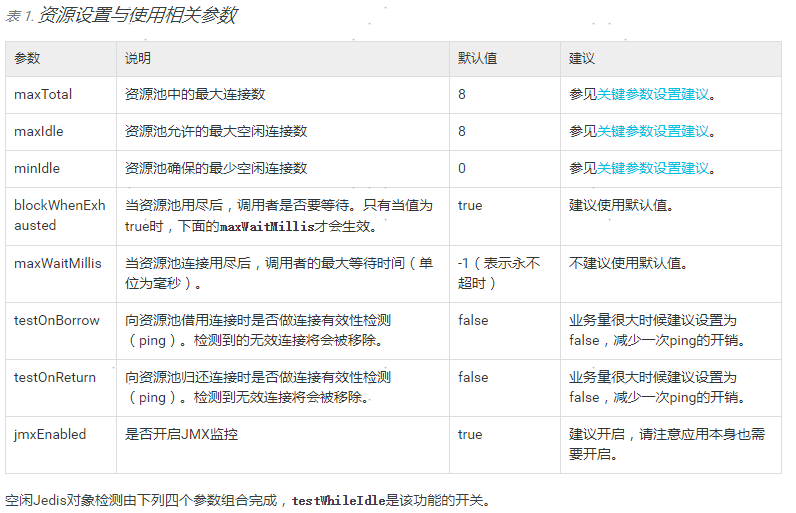 表 1. 资源设置与使用相关参数
参数 说明 默认值 建议
maxTotal 资源池中的最大连接数 8 参见关键参数设置建议。
maxIdle 资源池允许的最大空闲连接数 8 参见关键参数设置建议。
minIdle 资源池确保的最少空闲连接数 0 参见关键参数设置建议。
blockWhenExh
austed
当资源池用尽后，调用者是否要等待。只有当值为
true时，下面的maxWaitMillis才会生效。
true 建议使用默认值。
maxWaitMillis
当资源池连接用尽后，调用者的最大等待时间（单
位为毫秒）。
-1（表示永不
超时）
不建议使用默认值。
testOnBorrow
向资源池借用连接时是否做连接有效性检测
（ping）。检测到的无效连接将会被移除。
false
业务量很大时候建议设置为
false，减少一次ping的开销。
testOnReturn
向资源池归还连接时是否做连接有效性检测
（ping）。检测到无效连接将会被移除。
false
业务量很大时候建议设置为
false，减少一次ping的开销。
jmxEnabled 是否开启JMX监控 true
建议开启，请注意应用本身也需
要开启。
空闲Jedis对象检测由下列四个参数组合完成，testWhileIdle是该功能的开关。